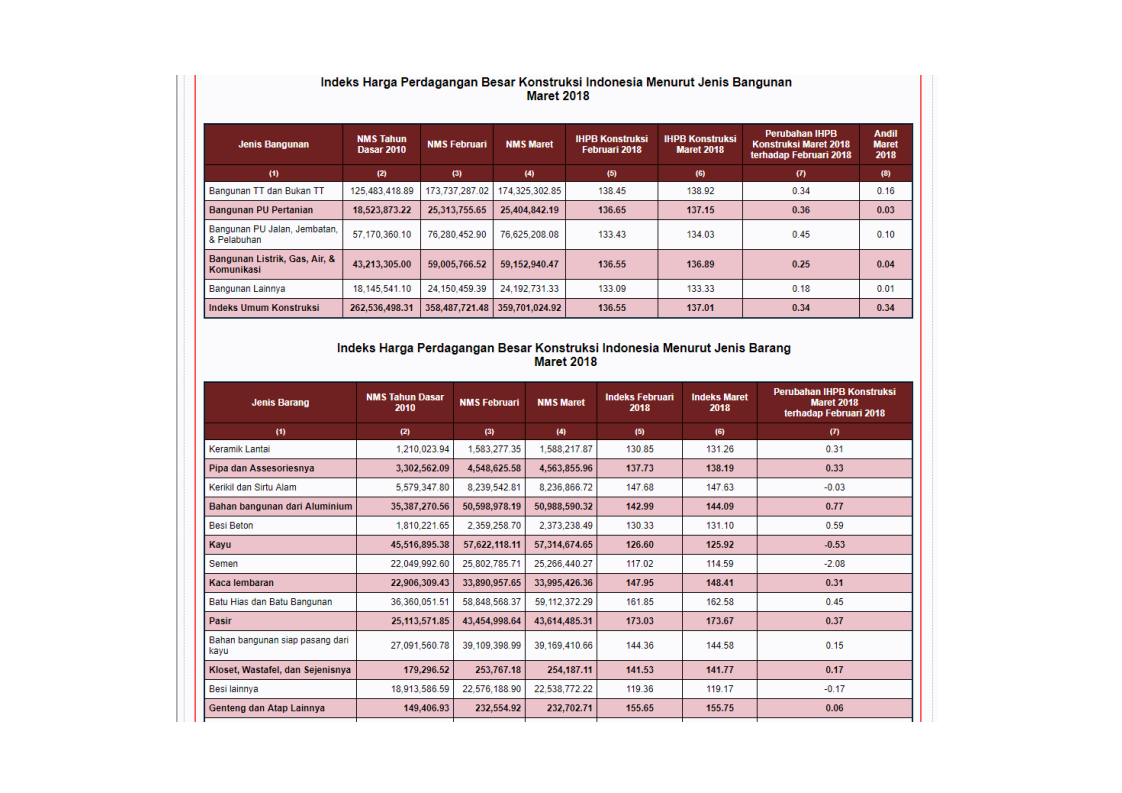 Indeks Harga Perdagangan Besar Konstruksi Indonesia Menurut Jenis Bangunan
Maret 2018
Jenis Bangunan NMS Tahun Dasar 2010 NMS Februari NMS Maret IHPB Konstruksi Februari 2018 IHPB Konstruksi Maret 2018 Perubahan IHPB Konstruksi Maret 2018 terhadap Februari 2018 Andil Maret 2018
(1) (2) (3) (4) (5) (6) (7) (8)
Bangunan TT dan Bukan TT 125,483,418.89 173,737,287.02 174,325,302.85 138.45 138.92 0.34 0.16
Bangunan PU Pertanian 18,523,873.22 25,313,755.65 25,404,842.19 136.65 137.15 0.36 0.03
Bangunan PU Jalan, Jembatan, & Pelabuhan 57,170,360.10 76,280,452.90 76,625,208.08 133.43 134.03 0.45 0.10
Bangunan Listrik, Gas, Air, & Komunikasi 43,213,305.00 59,005,766.52 59,152,940.47 136.55 136.89 0.25 0.04
Bangunan Lainnya 18,145,541.10 24,150,459.39 24,192,731.33 133.09 133.33 0.18 0.01
Indeks Umum Konstruksi 262,536,498.31 358,487,721.48 359,701,024.92 136.55 137.01 0.34 0.34
Indeks Harga Perdagangan Besar Konstruksi Indonesia Menurut Jenis Barang
Maret 2018
Jenis Barang NMS Tahun Dasar 2010 NMS Februari NMS Maret Indeks Februari 2018 Indeks Maret 2018 Perubahan IHPB Konstruksi Maret 2018 terhadap Februari 2018
(1) (2) (3) (4) (5) (6) (7)
Keramik Lantai 1,210,023.94 1,583,277.35 1,588,217.87 130.85 131.26 0.31
Pipa dan Assesoriesnya 3,302,562.09 4,548,625.58 4,563,855.96 137.73 138.19 0.33
Kerikil dan Sirtu Alam 5,579,347.80 8,239,542.81 8,236,866.72 147.68 147.63 -0.03
Bahan bangunan dari Aluminium 35,387,270.56 50,598,978.19 50,988,590.32 142.99 144.09 0.77
Besi Beton 1,810,221.65 2,359,258.70 2,373,238.49 130.33 131.10 0.59
Kayu 45,516,895.38 57,622,118.11 57,314,674.65 126.60 125.92 -0.53
Semen 22,049,992.60 25,802,785.71 25,266,440.27 117.02 114.59 -2.08
Kaca lembaran 22,906,309.43 33,890,957.65 33,995,426.36 147.95 148.41 0.31
Batu Hias dan Batu Bangunan 36,360,051.51 58,848,568.37 59,112,372.29 161.85 162.58 0.45
Pasir 25,113,571.85 43,454,998.64 43,614,485.31 173.03 173.67 0.37
Bahan bangunan siap pasang dari kayu 27,091,560.78 39,109,398.99 39,169,410.66 144.36 144.58 0.15
Kloset, Wastafel, dan Sejenisnya 179,296.52 253,767.18 254,187.11 141.53 141.77 0.17
Besi lainnya 18,913,586.59 22,576,188.90 22,538,772.22 119.36 119.17 -0.17
Genteng dan Atap Lainnya 149,406.93 232,554.92 232,702.71 155.65 155.75 0.06